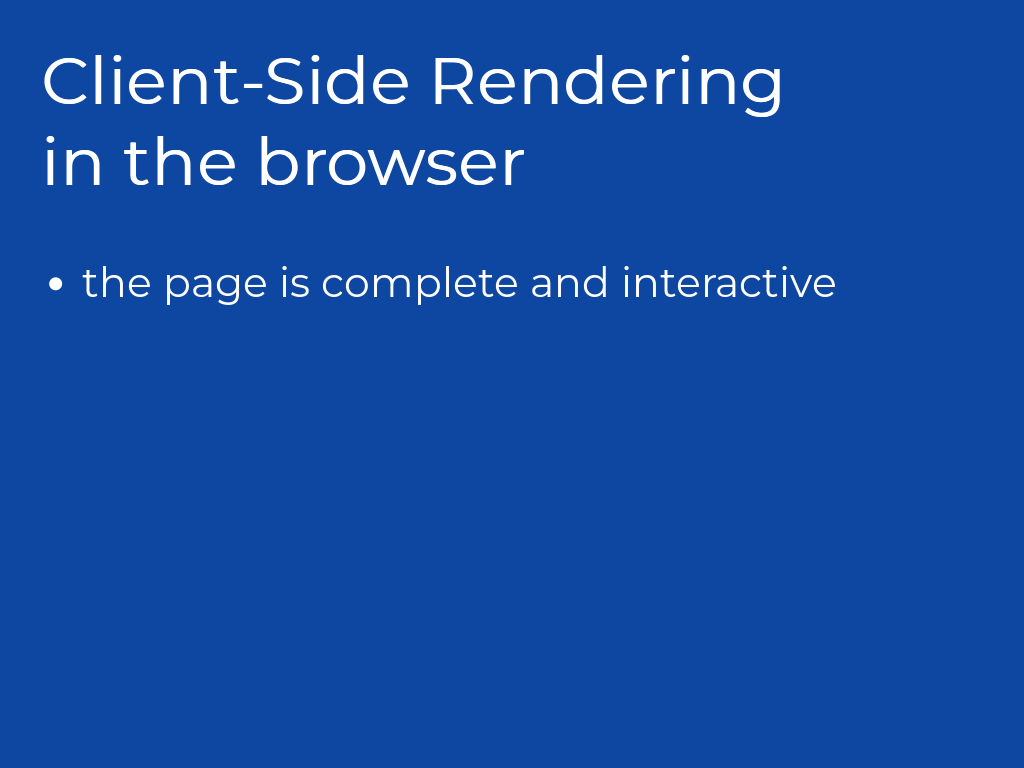 Client-Side Rendering
in the browser
• the page is complete and interactive